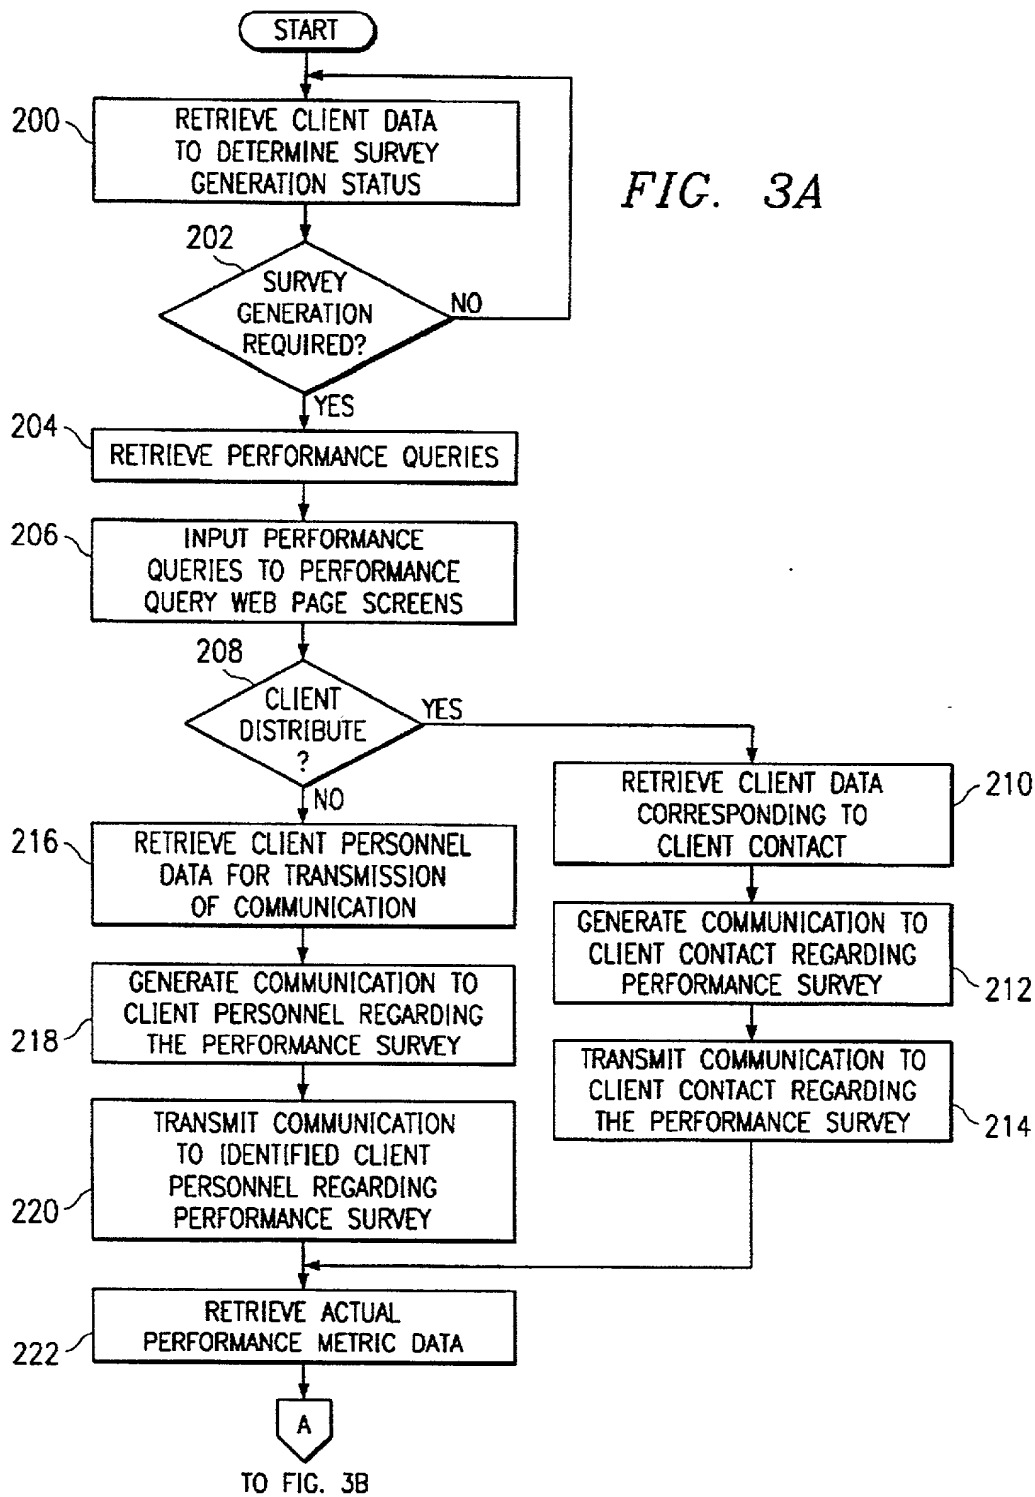 START
200
RETRIEVE CLIENT DATA
TO DETERMINE SURVEY
GENERATION STATUS
FIG. 3A
202
SURVEY
GENERATION
REQUIRED?
NO
YES
204
RETRIEVE PERFORMANCE QUERIES
206
INPUT PERFORMANCE
QUERIES TO PERFORMANCE
QUERY WEB PAGE SCREENS
208
CLIENT
DISTRIBUTE
?
YES
NO
210
RETRIEVE CLIENT DATA
CORRESPONDING TO
CLIENT CONTACT
216
RETRIEVE CLIENT PERSONNEL
DATA FOR TRANSMISSION
OF COMMUNICATION
GENERATE COMMUNICATION TO
CLIENT CONTACT REGARDING
PERFORMANCE SURVEY
212
GENERATE COMMUNICATION TO
CLIENT PERSONNEL REGARDING
THE PERFORMANCE SURVEY
218
TRANSMIT COMMUNICATION TO
CLIENT CONTACT REGARDING
THE PERFORMANCE SURVEY
214
TRANSMIT COMMUNICATION
TO IDENTIFIED CLIENT
PERSONNEL REGARDING
PERFORMANCE SURVEY
220
RETRIEVE ACTUAL
PERFORMANCE METRIC DATA
222
A
TO FIG. 3B